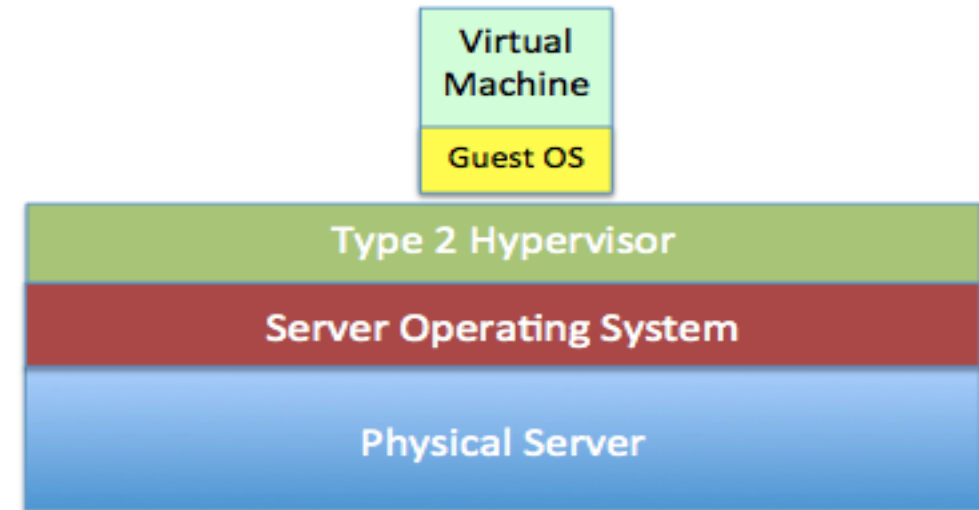 Virtual
Machine
Guest OS
Type 2 Hypervisor
Server Operating System
Physical Server